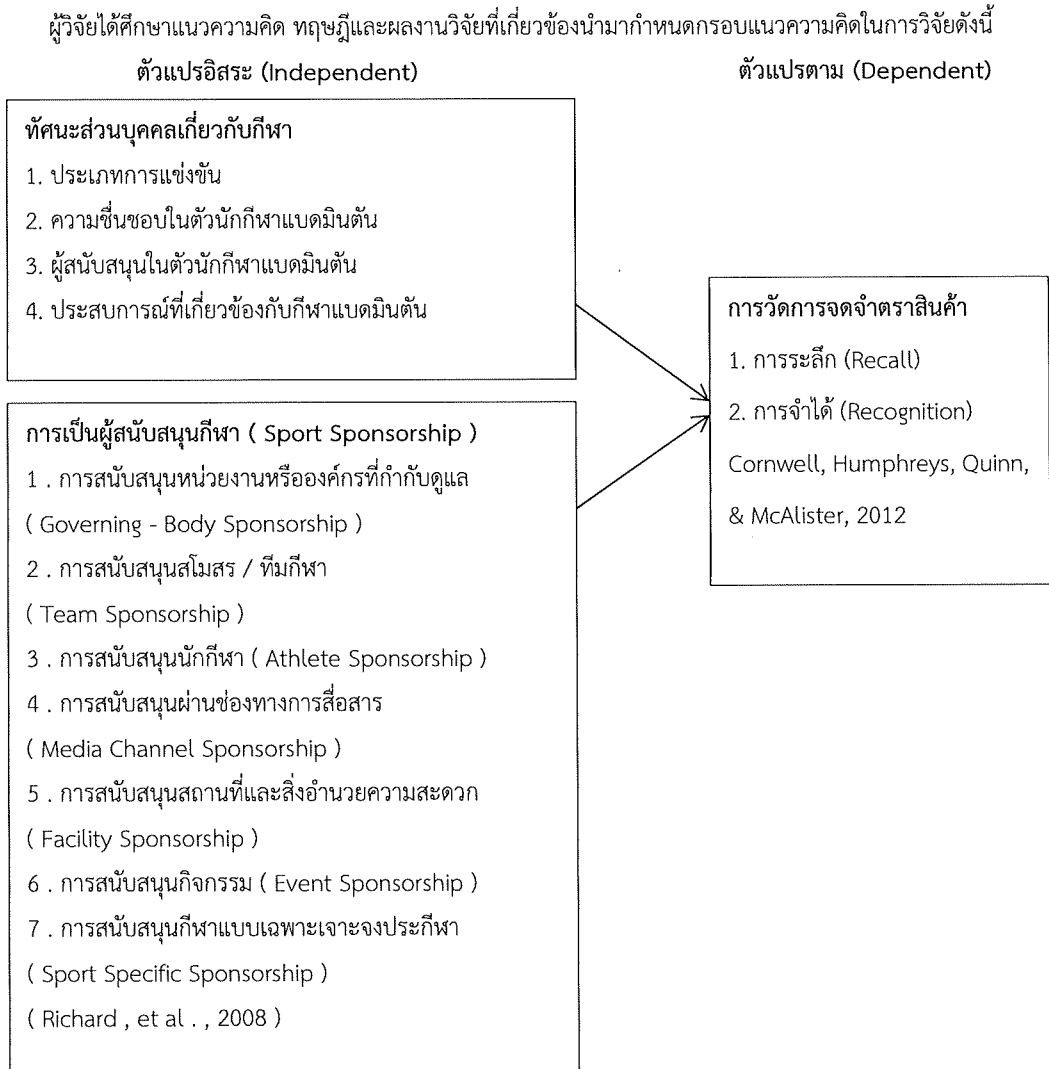 ผู้วิจัยได้ศึกษาแนวความคิด ทฤษฎีและผลงานวิจัยที่เกี่ยวข้องนำมากำหนดกรอบแนวความคิดในการวิจัยดังนี้
ตัวแปรอิสระ (Independent)
ตัวแปรตาม (Dependent)
ทัศนะส่วนบุคคลเกี่ยวกับกีฬา
1. ประเภทการแข่งขัน
2. ความชื่นชอบในตัวนักกีฬาแบดมินตัน
3. ผู้สนับสนุนในตัวนักกีฬาแบดมินตัน
4. ประสบการณ์ที่เกี่ยวข้องกับกีฬาแบดมินตัน
การเป็นผู้สนับสนุนกีฬา ( Sport Sponsorship )
1 . การสนับสนุนหน่วยงานหรือองค์กรที่กำกับดูแล
( Governing - Body Sponsorship )
2 . การสนับสนุนสโมสร / ทีมกีฬา
( Team Sponsorship )
3 . การสนับสนุนนักกีฬา ( Athlete Sponsorship )
4 . การสนับสนุนผ่านช่องทางการสื่อสาร
( Media Channel Sponsorship )
5 . การสนับสนุนสถานที่และสิ่งอำนวยความสะดวก
( Facility Sponsorship )
6 . การสนับสนุนกิจกรรม ( Event Sponsorship )
7 . การสนับสนุนกีฬาแบบเฉพาะเจาะจงประกีฬา
( Sport Specific Sponsorship )
( Richard , et al . , 2008 )
การวัดการจดจำตราสินค้า
1. การระลึก (Recall)
2. การจำได้ (Recognition)
Cornwell, Humphreys, Quinn,
& McAlister, 2012